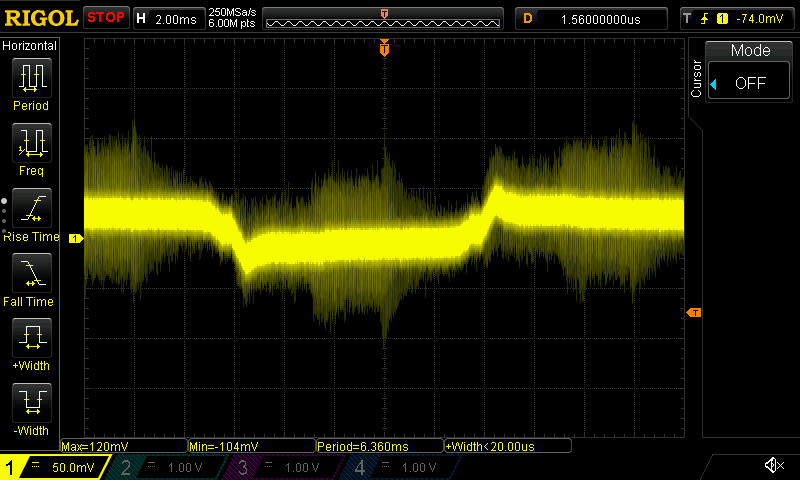 RIGOL STOP H 2.00ms 250MSa/s 6.00M pts T D 1.56000000us T 1 -74.0mV
Horizontal
Period
Freq
Rise Time
Fall Time
+Width
-Width
T
1
T
Cursor
Mode
OFF
Max=120mV Min=-104mV Period=6.360ms +Width<20.00us
1 50.0mV 2 1.00 V 3 1.00 V 4 1.00 V